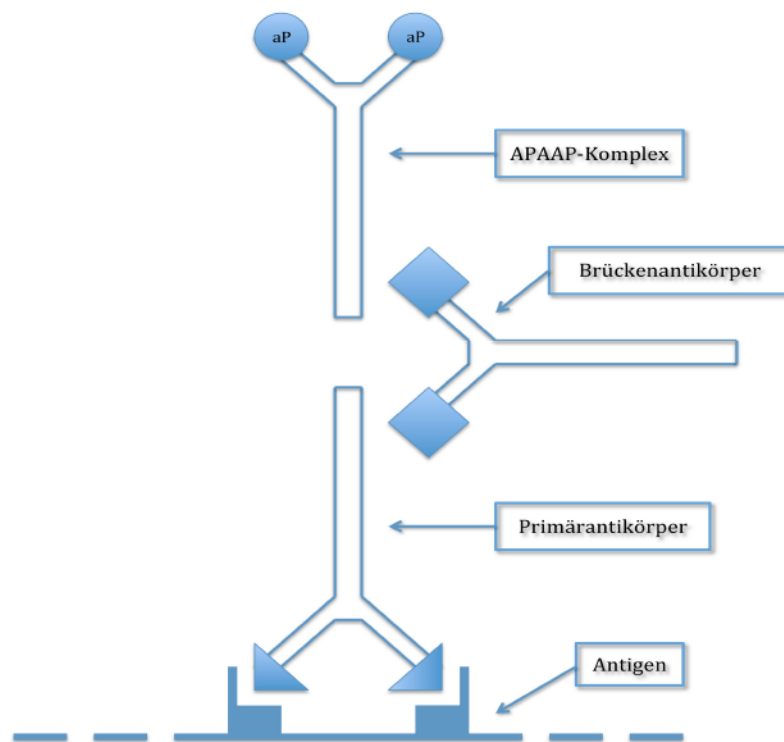 aP
aP
APAAP-Komplex
Brückenantikörper
Primärantikörper
Antigen